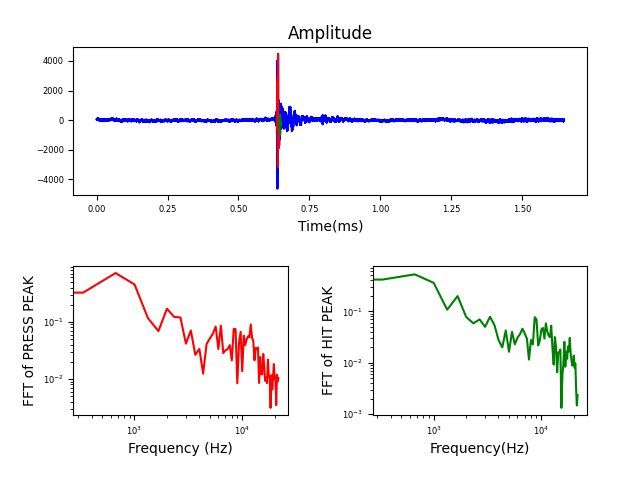 Amplitude
4000
2000
0
−2000
−4000
0.00 0.25 0.50 0.75 1.00 1.25 1.50
Time(ms)
FFT of PRESS PEAK
10⁻¹
10⁻²
10³ 10⁴
Frequency (Hz)
FFT of HIT PEAK
10⁻¹
10⁻²
10⁻³
10³ 10⁴
Frequency(Hz)